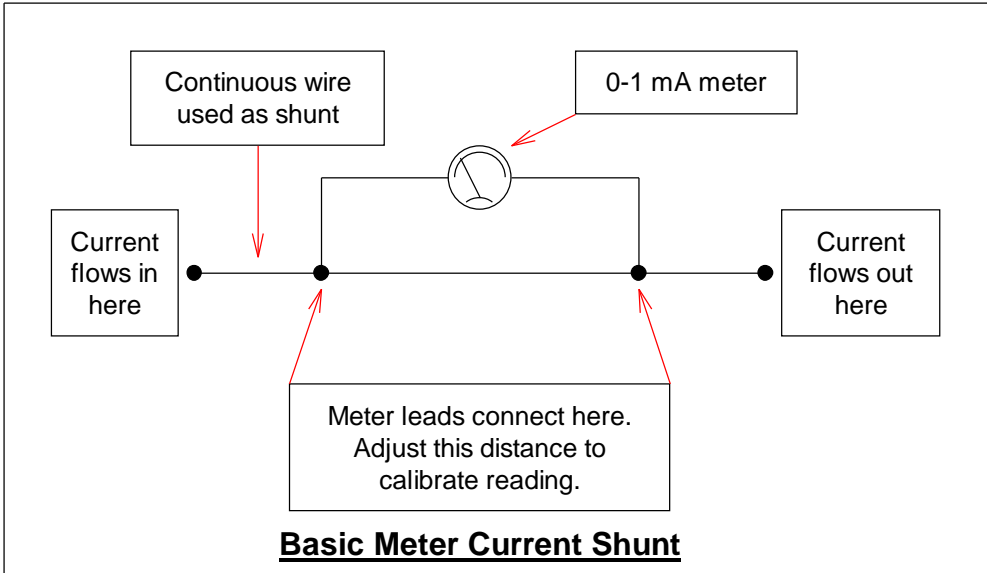 Continuous wire
used as shunt
0-1 mA meter
Current
flows in
here
Current
flows out
here
Meter leads connect here.
Adjust this distance to
calibrate reading.
Basic Meter Current Shunt